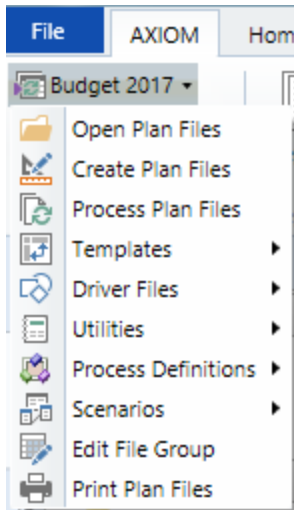 File AXIOM Hom
Budget 2017
Open Plan Files
Create Plan Files
Process Plan Files
Templates
Driver Files
Utilities
Process Definitions
Scenarios
Edit File Group
Print Plan Files